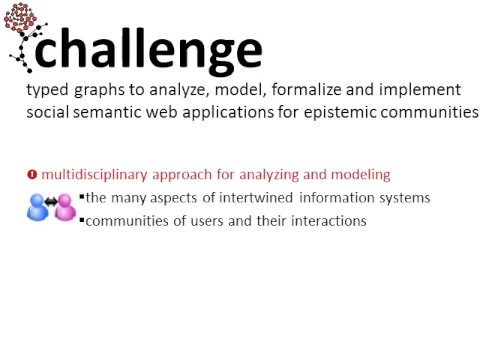 challenge
typed graphs to analyze, model, formalize and implement
social semantic web applications for epistemic communities
❶ multidisciplinary approach for analyzing and modeling
▪the many aspects of intertwined information systems
▪communities of users and their interactions